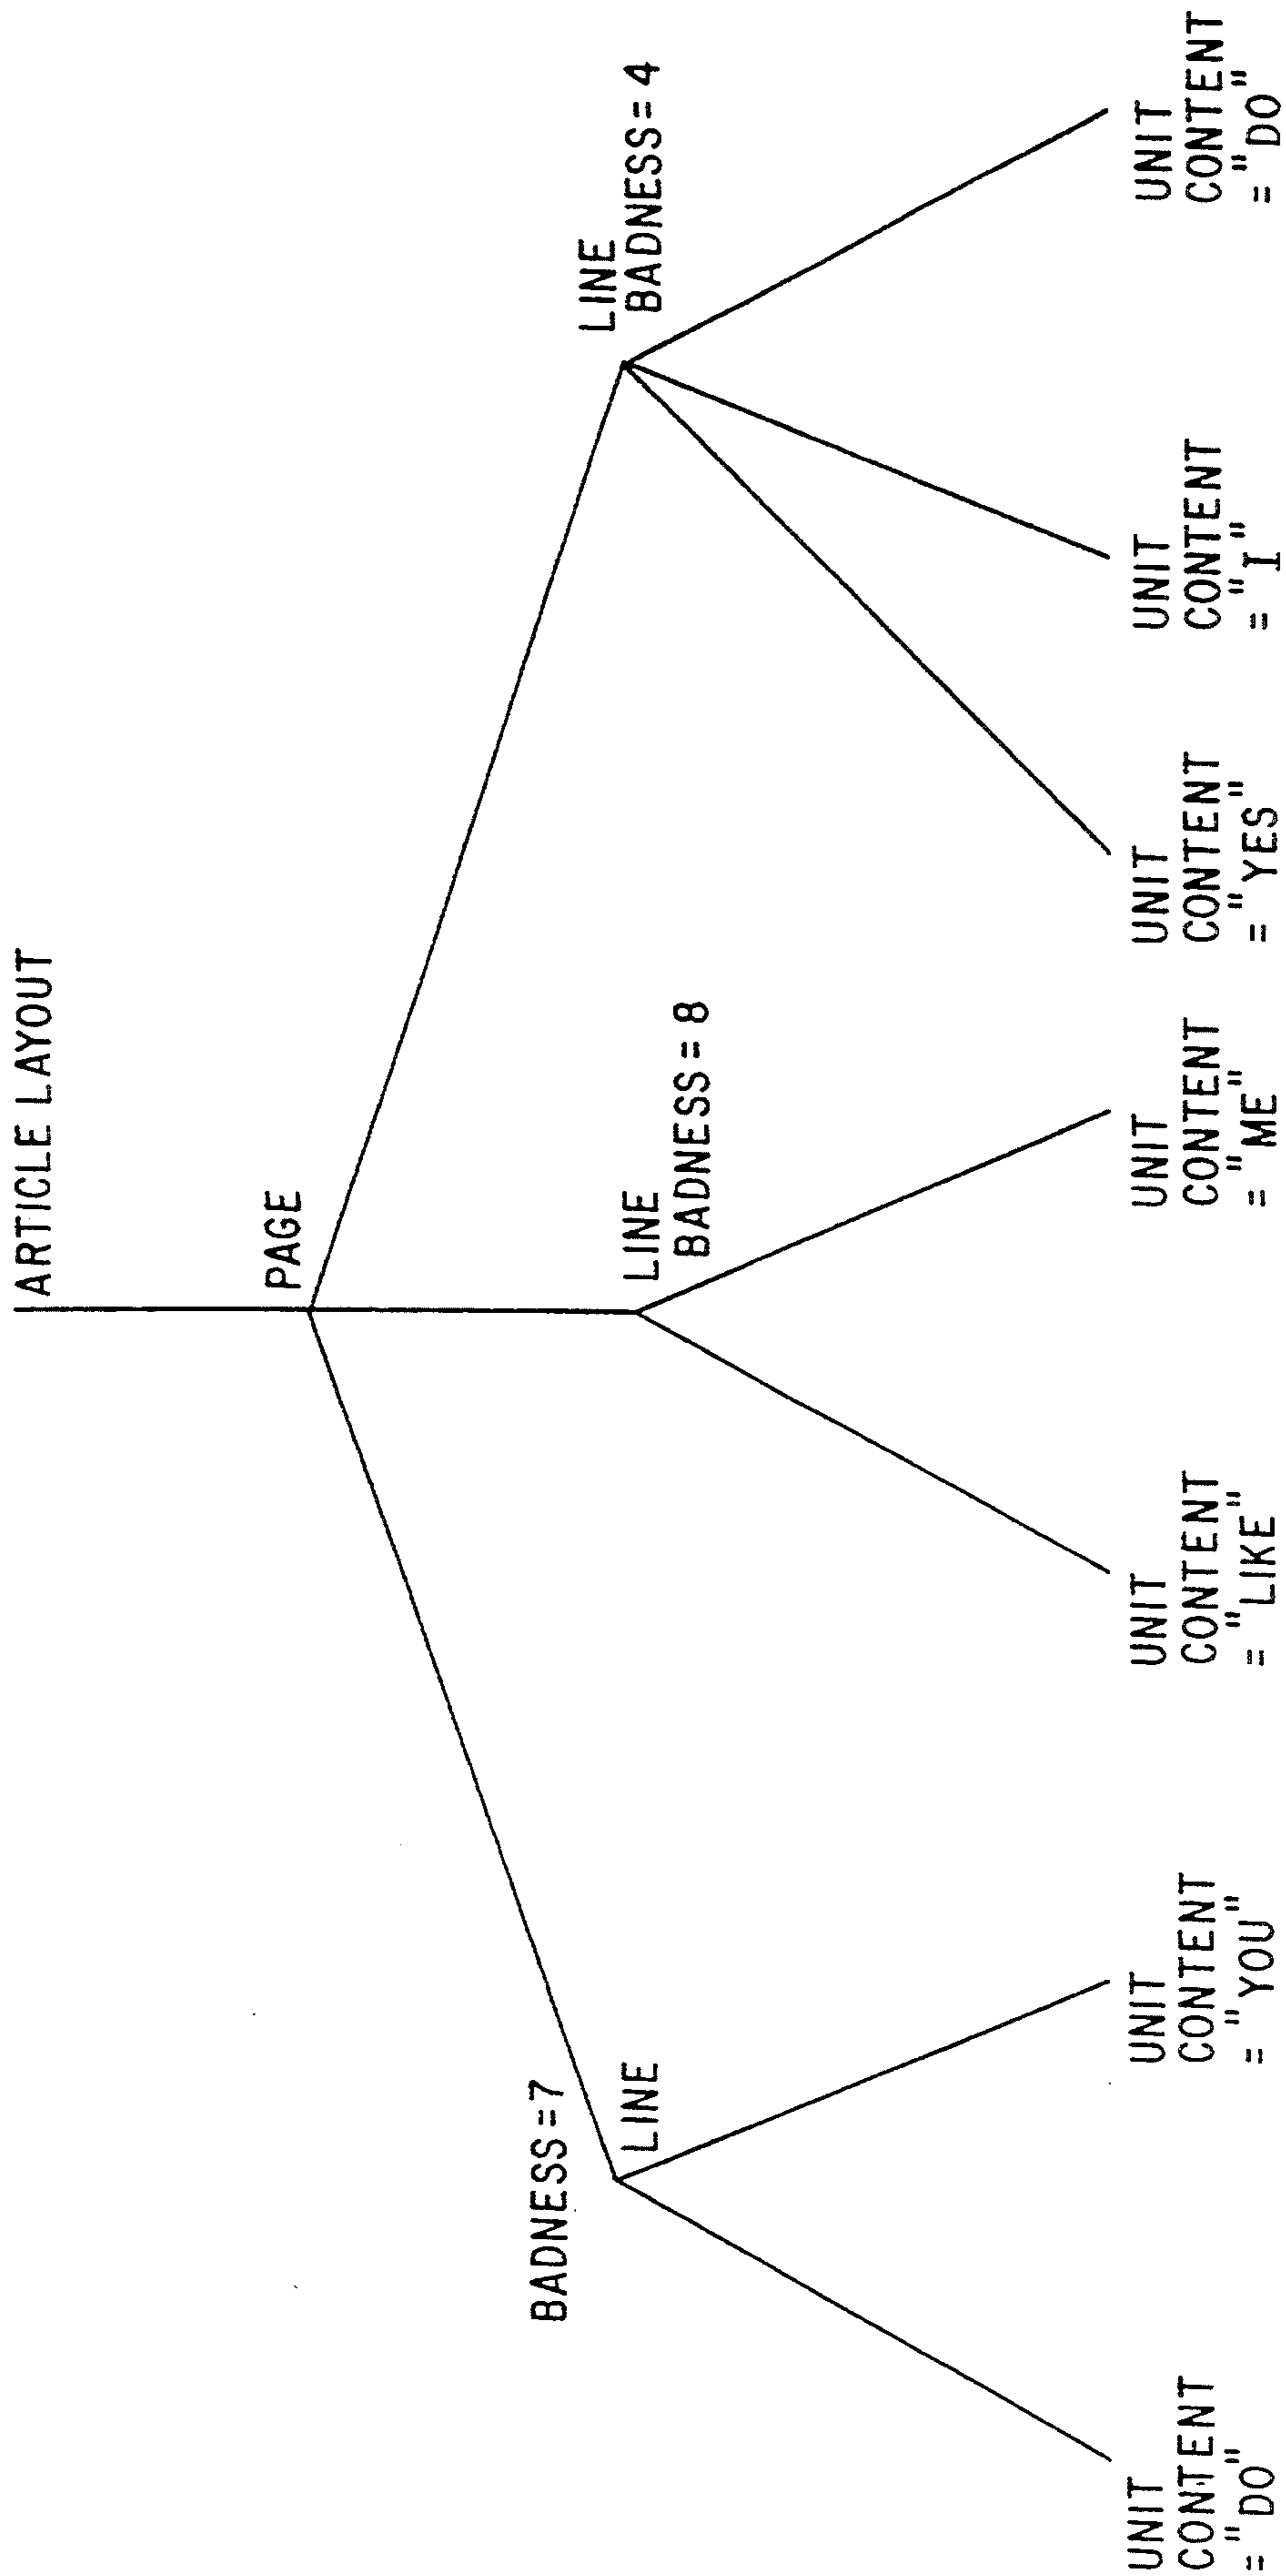 ARTICLE LAYOUT
PAGE
BADNESS=7
LINE
LINE
BADNESS=8
LINE
BADNESS=4
UNIT
CONTENT
="DO"
UNIT
CONTENT
="YOU"
UNIT
CONTENT
="LIKE"
UNIT
CONTENT
="ME"
UNIT
CONTENT
="YES"
UNIT
CONTENT
="I"
UNIT
CONTENT
="DO"